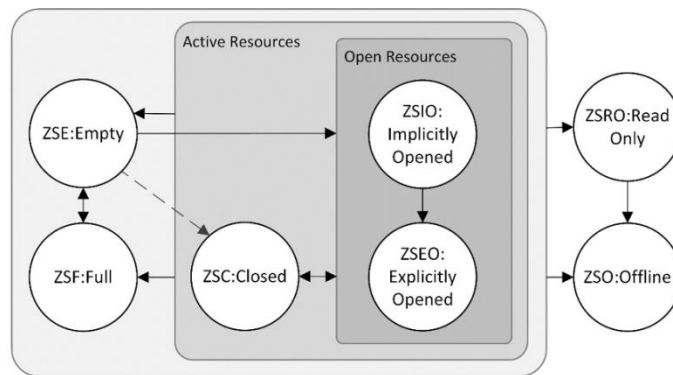 Active Resources
Open Resources
ZSE:Empty
ZSIO:
Implicitly
Opened
ZSRO:Read
Only
ZSF:Full
ZSC:Closed
ZSEO:
Explicitly
Opened
ZSO:Offline